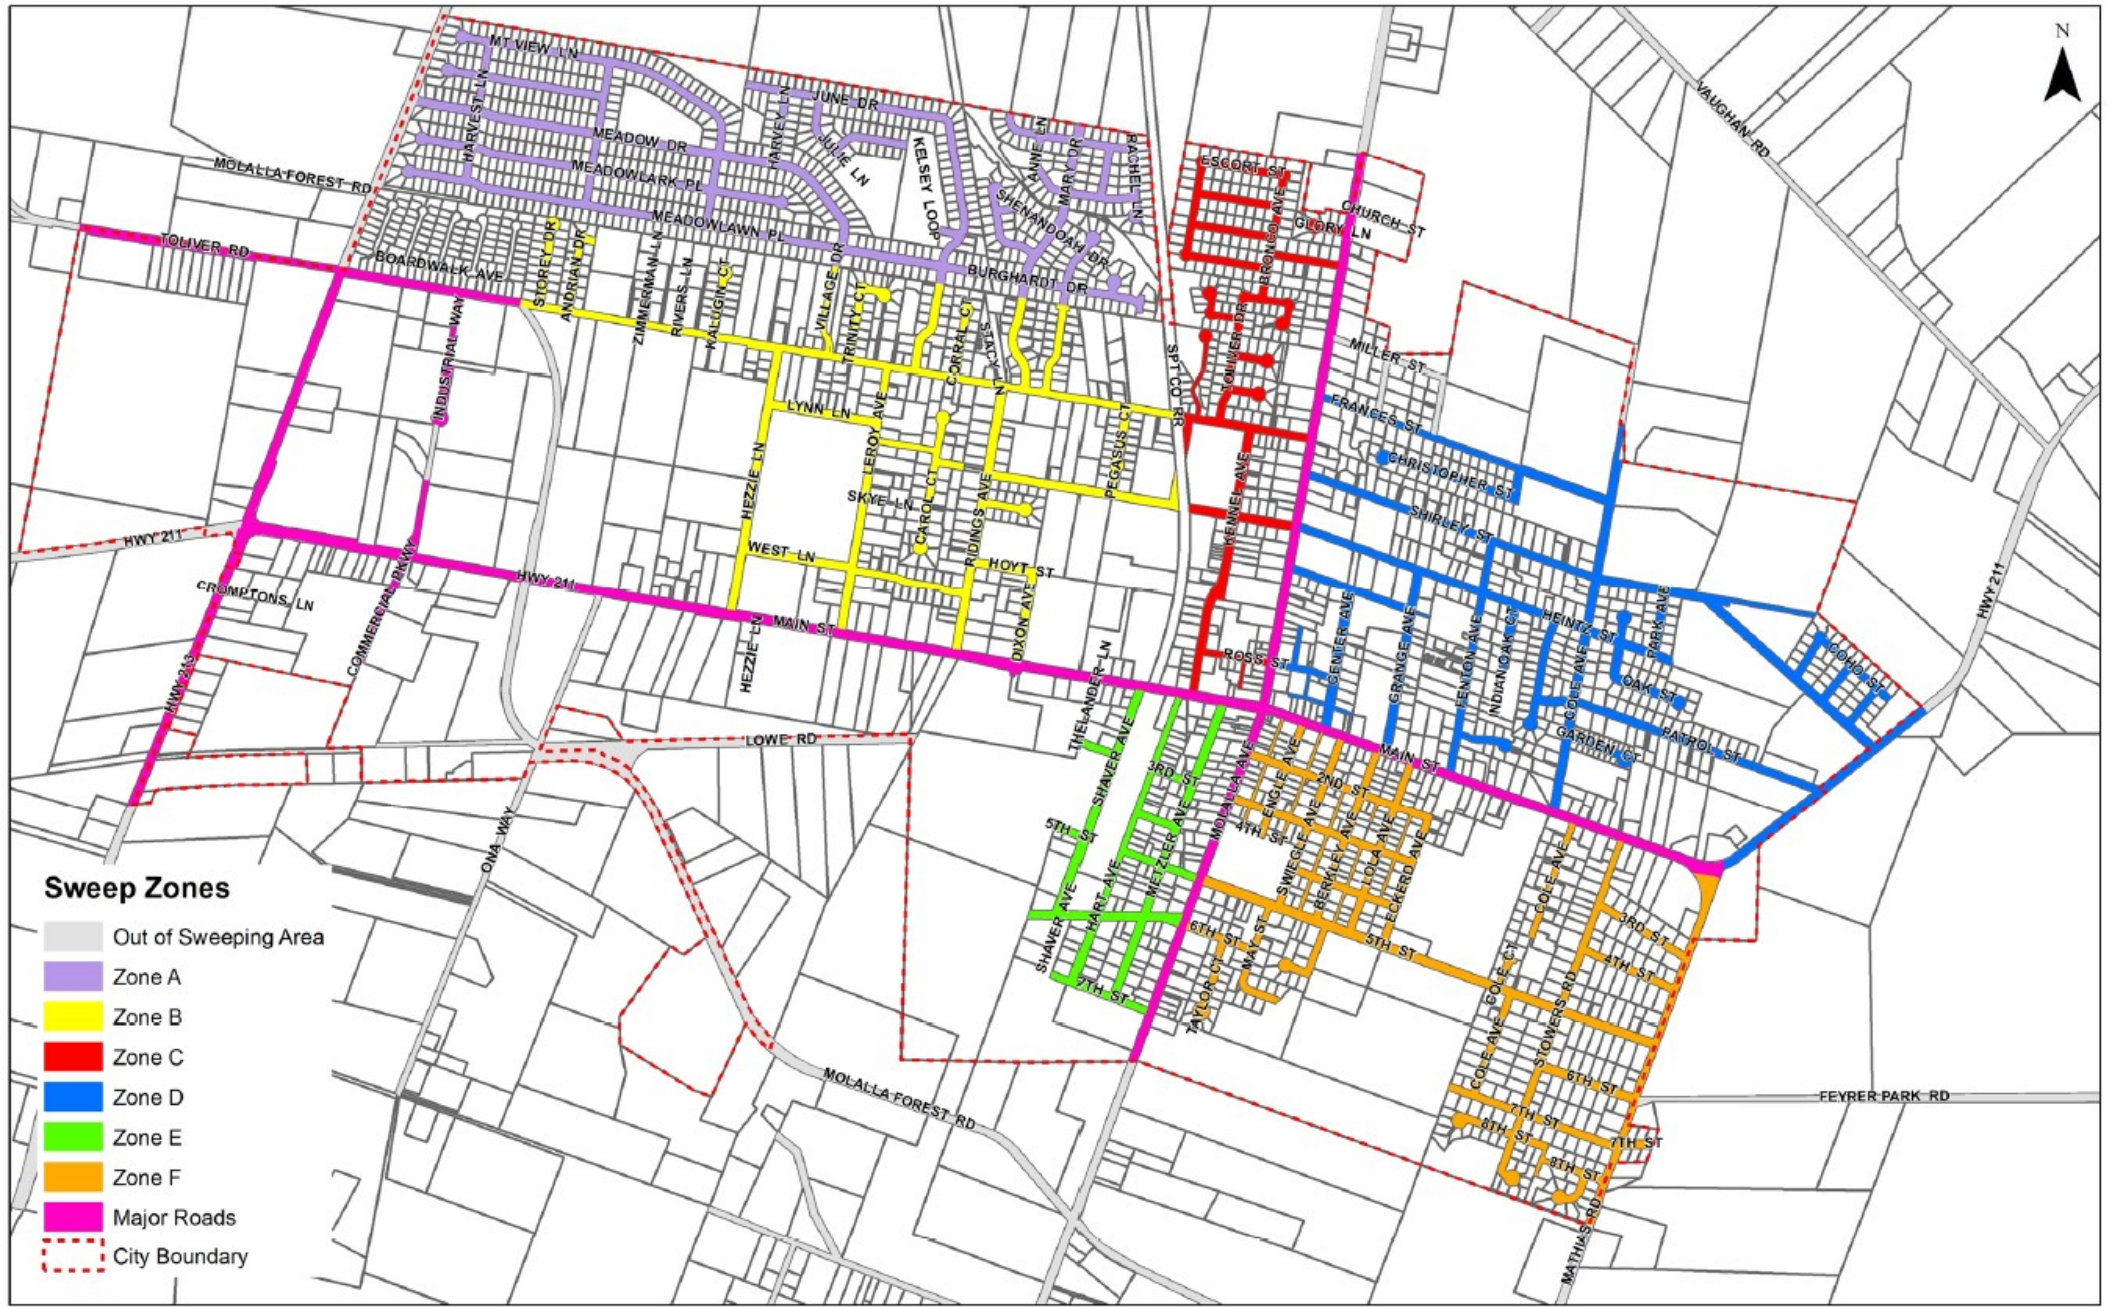 N
MT VIEW LN
HARVEST LN
JUNE DR
HARVEY LN
JULIE LN
MEADOW DR
MEADOWLARK PL
MEADOWLAWN PL
KELSEY LOOP
ANNE LN
MARY DR
RACHEL LN
SHENANDOAH DR
BURGHARDT DR
VAUGHAN RD
MOLALLA FOREST RD
TOLIVER RD
BOARDWALK AVE
STOREY DR
ANDRIAN DR
ZIMMERMAN LN
RIVERS LN
KALUGIN CT
VILLAGE DR
TRINITY CT
CORRAL CT
STACY LN
ESCORT ST
BRONCO AVE
GLORY LN
CHURCH ST
SPT CO RR
TOLIVER DR
MILLER ST
INDUSTRIAL WAY
LYNN LN
LEROY AVE
HEZZIE LN
SKYE LN
CAROL CT
RIDINGS AVE
PEGASUS CT
KENNEL AVE
FRANCES ST
CHRISTOPHER ST
SHIRLEY ST
HWY 211
HWY 211
HWY 211
CROMPTONS LN
COMMERCIAL PKWY
WEST LN
HOYT ST
DIXON AVE
MAIN ST
HEZZIE LN
HWY 213
ROSS ST
CENTER AVE
GRANGE AVE
FENTON AVE
INDIAN OAK CT
HEINTZ ST
COLE AVE
PARK AVE
OAK ST
COHO ST
PATROL ST
GARDEN CT
THELANDER LN
LOWE RD
SHAVER AVE
3RD ST
METZLER AVE
MOLALLA AVE
ENGLE AVE
2ND ST
MAIN ST
4TH ST
SWIEGLE AVE
BERKLEY AVE
LOLA AVE
ECKERD AVE
5TH ST
HART AVE
SHAVER AVE
7TH ST
6TH ST
MAY ST
TAYLOR CT
5TH ST
COLE AVE
COLE CT
3RD ST
4TH ST
STOWERS RD
COLE AVE
6TH ST
7TH ST
7TH ST
8TH ST
8TH ST
FEYRER PARK RD
MATHIAS RD
ONA WAY
MOLALLA FOREST RD
Sweep Zones
Out of Sweeping Area
Zone A
Zone B
Zone C
Zone D
Zone E
Zone F
Major Roads
City Boundary